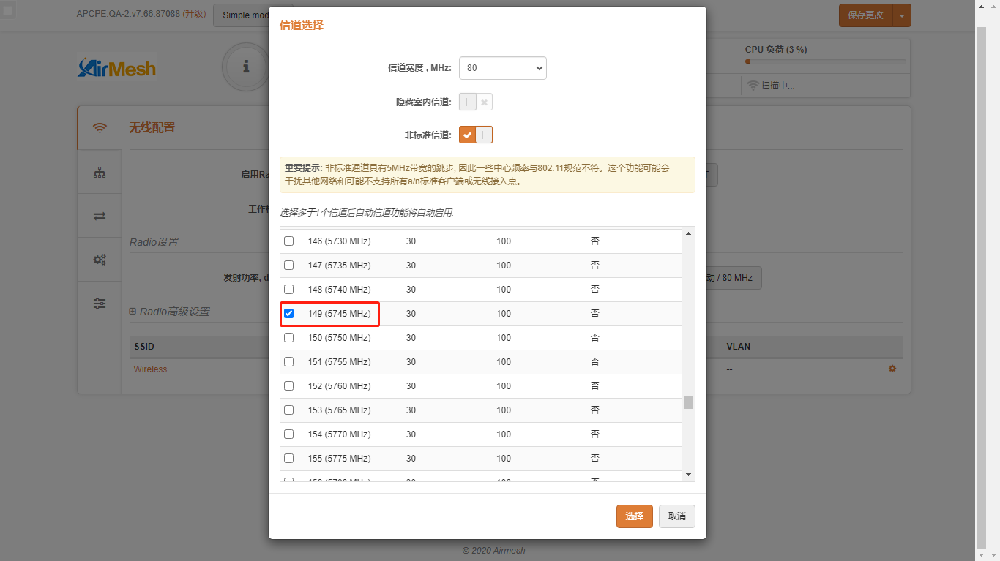 APCPE.QA-2.v7.66.87088 (升级)
Simple mod
保存更改
信道选择
AirMesh
CPU 负荷 (3 %)
扫描中...
信道宽度 , MHz:
80
隐藏室内信道:
非标准信道:
无线配置
重要提示: 非标准通道具有5MHz带宽的跳步, 因此一些中心频率与802.11规范不符。这个功能可能会
干扰其他网络和可能不支持所有a/n标准客户端或无线接入点。
启用Ra
工作
选择多于1个信道后自动信道功能将自动启用.
Radio设置
146 (5730 MHz) 30 100 否
147 (5735 MHz) 30 100 否
发射功率, d
动 / 80 MHz
148 (5740 MHz) 30 100 否
Radio高级设置
149 (5745 MHz) 30 100 否
150 (5750 MHz) 30 100 否
SSID
VLAN
151 (5755 MHz) 30 100 否
Wireless
--
152 (5760 MHz) 30 100 否
153 (5765 MHz) 30 100 否
154 (5770 MHz) 30 100 否
155 (5775 MHz) 30 100 否
156 (5780 MHz) 30 100 否
选择
取消
© 2020 Airmesh